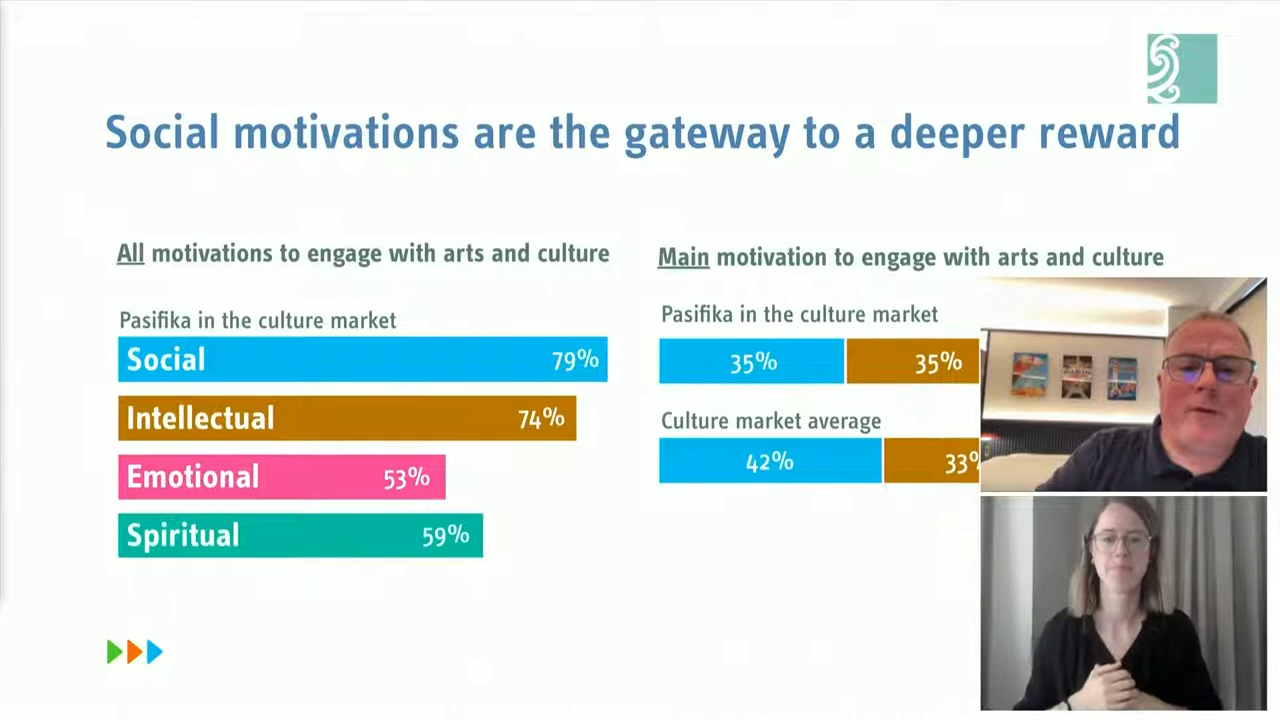 Social motivations are the gateway to a deeper reward
All motivations to engage with arts and culture
Pasifika in the culture market
Social 79%
Intellectual 74%
Emotional 53%
Spiritual 59%
Main motivation to engage with arts and culture
Pasifika in the culture market
35% 35%
Culture market average
42% 33%